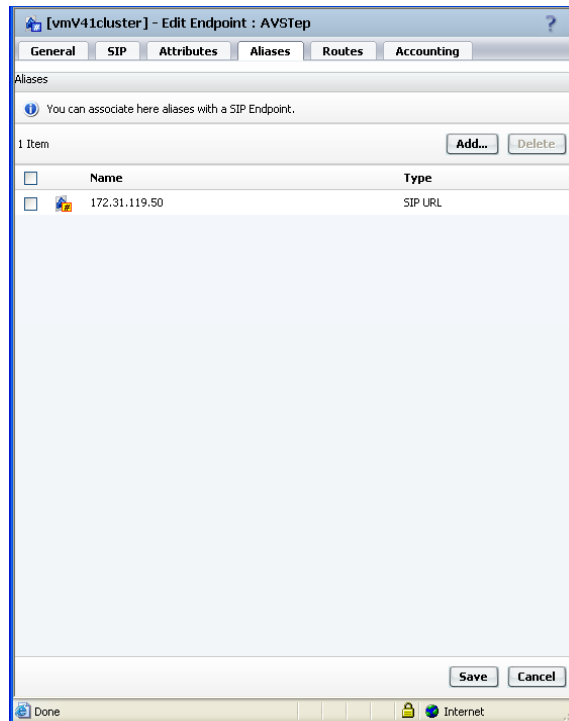 [vmV41cluster] - Edit Endpoint : AVSTep ?
General SIP Attributes Aliases Routes Accounting
Aliases
You can associate here aliases with a SIP Endpoint.
1 Item Add... Delete
Name Type
172.31.119.50 SIP URL
Save Cancel
Done Internet